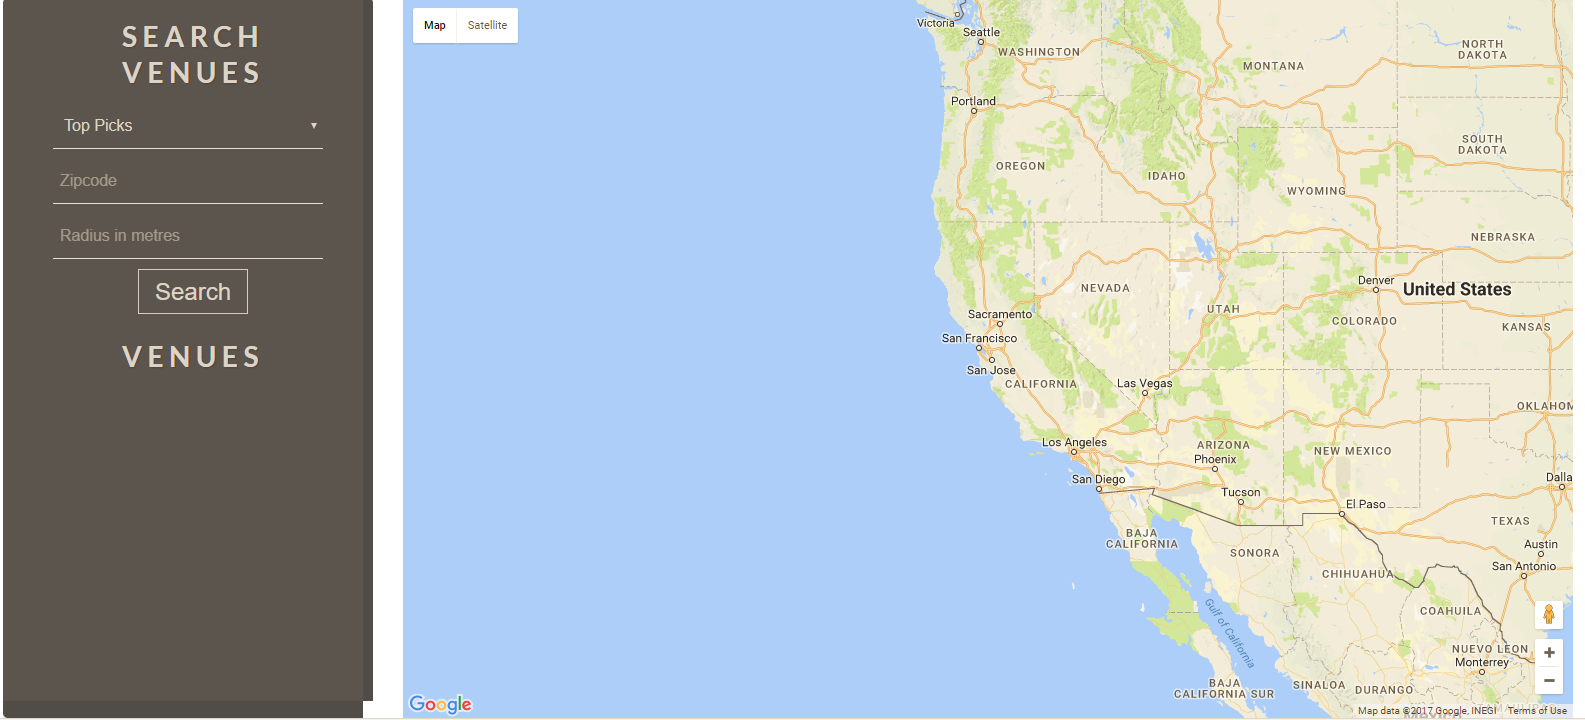 SEARCH
VENUES
Top Picks
Zipcode
Radius in metres
Search
VENUES
Map
Satellite
Victoria
Seattle
WASHINGTON
MONTANA
NORTH
DAKOTA
Portland
OREGON
IDAHO
SOUTH
DAKOTA
WYOMING
NEBRASKA
NEVADA
UTAH
Denver
United States
COLORADO
KANSAS
Sacramento
San Francisco
San Jose
CALIFORNIA
Las Vegas
OKLAHOM
Los Angeles
ARIZONA
Phoenix
NEW MEXICO
San Diego
Tucson
El Paso
Dalla
TEXAS
BAJA
CALIFORNIA
SONORA
Austin
San Antonio
CHIHUAHUA
COAHUILA
Gulf of California
NUEVO LEON
Monterrey
BAJA
CALIFORNIA SUR
SINALOA
DURANGO
Google
Map data ©2017 Google, INEGI
Terms of Use